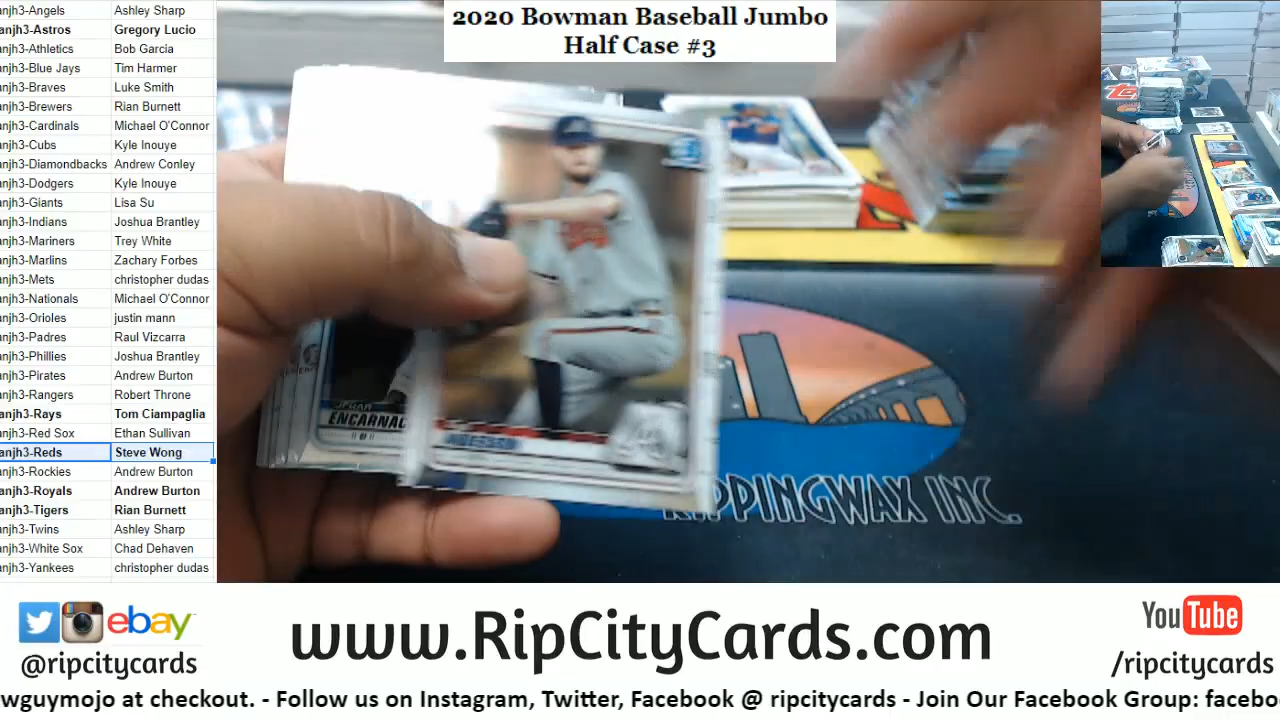 2020 Bowman Baseball Jumbo
Half Case #3
anjh3-Angels Ashley Sharp
anjh3-Astros Gregory Lucio
anjh3-Athletics Bob Garcia
anjh3-Blue Jays Tim Harmer
anjh3-Braves Luke Smith
anjh3-Brewers Rian Burnett
anjh3-Cardinals Michael O'Connor
anjh3-Cubs Kyle Inouye
anjh3-Diamondbacks Andrew Conley
anjh3-Dodgers Kyle Inouye
anjh3-Giants Lisa Su
anjh3-Indians Joshua Brantley
anjh3-Mariners Trey White
anjh3-Marlins Zachary Forbes
anjh3-Mets christopher dudas
anjh3-Nationals Michael O'Connor
anjh3-Orioles justin mann
anjh3-Padres Raul Vizcarra
anjh3-Phillies Joshua Brantley
anjh3-Pirates Andrew Burton
anjh3-Rangers Robert Throne
anjh3-Rays Tom Ciampaglia
anjh3-Red Sox Ethan Sullivan
anjh3-Reds Steve Wong
anjh3-Rockies Andrew Burton
anjh3-Royals Andrew Burton
anjh3-Tigers Rian Burnett
anjh3-Twins Ashley Sharp
anjh3-White Sox Chad Dehaven
anjh3-Yankees christopher dudas
ENCARNAC
ANDERSON
RIPPINGWAX INC.
ebay
@ripcitycards
www.RipCityCards.com
YouTube
/ripcitycards
wguymojo at checkout. - Follow us on Instagram, Twitter, Facebook @ ripcitycards - Join Our Facebook Group: facebo